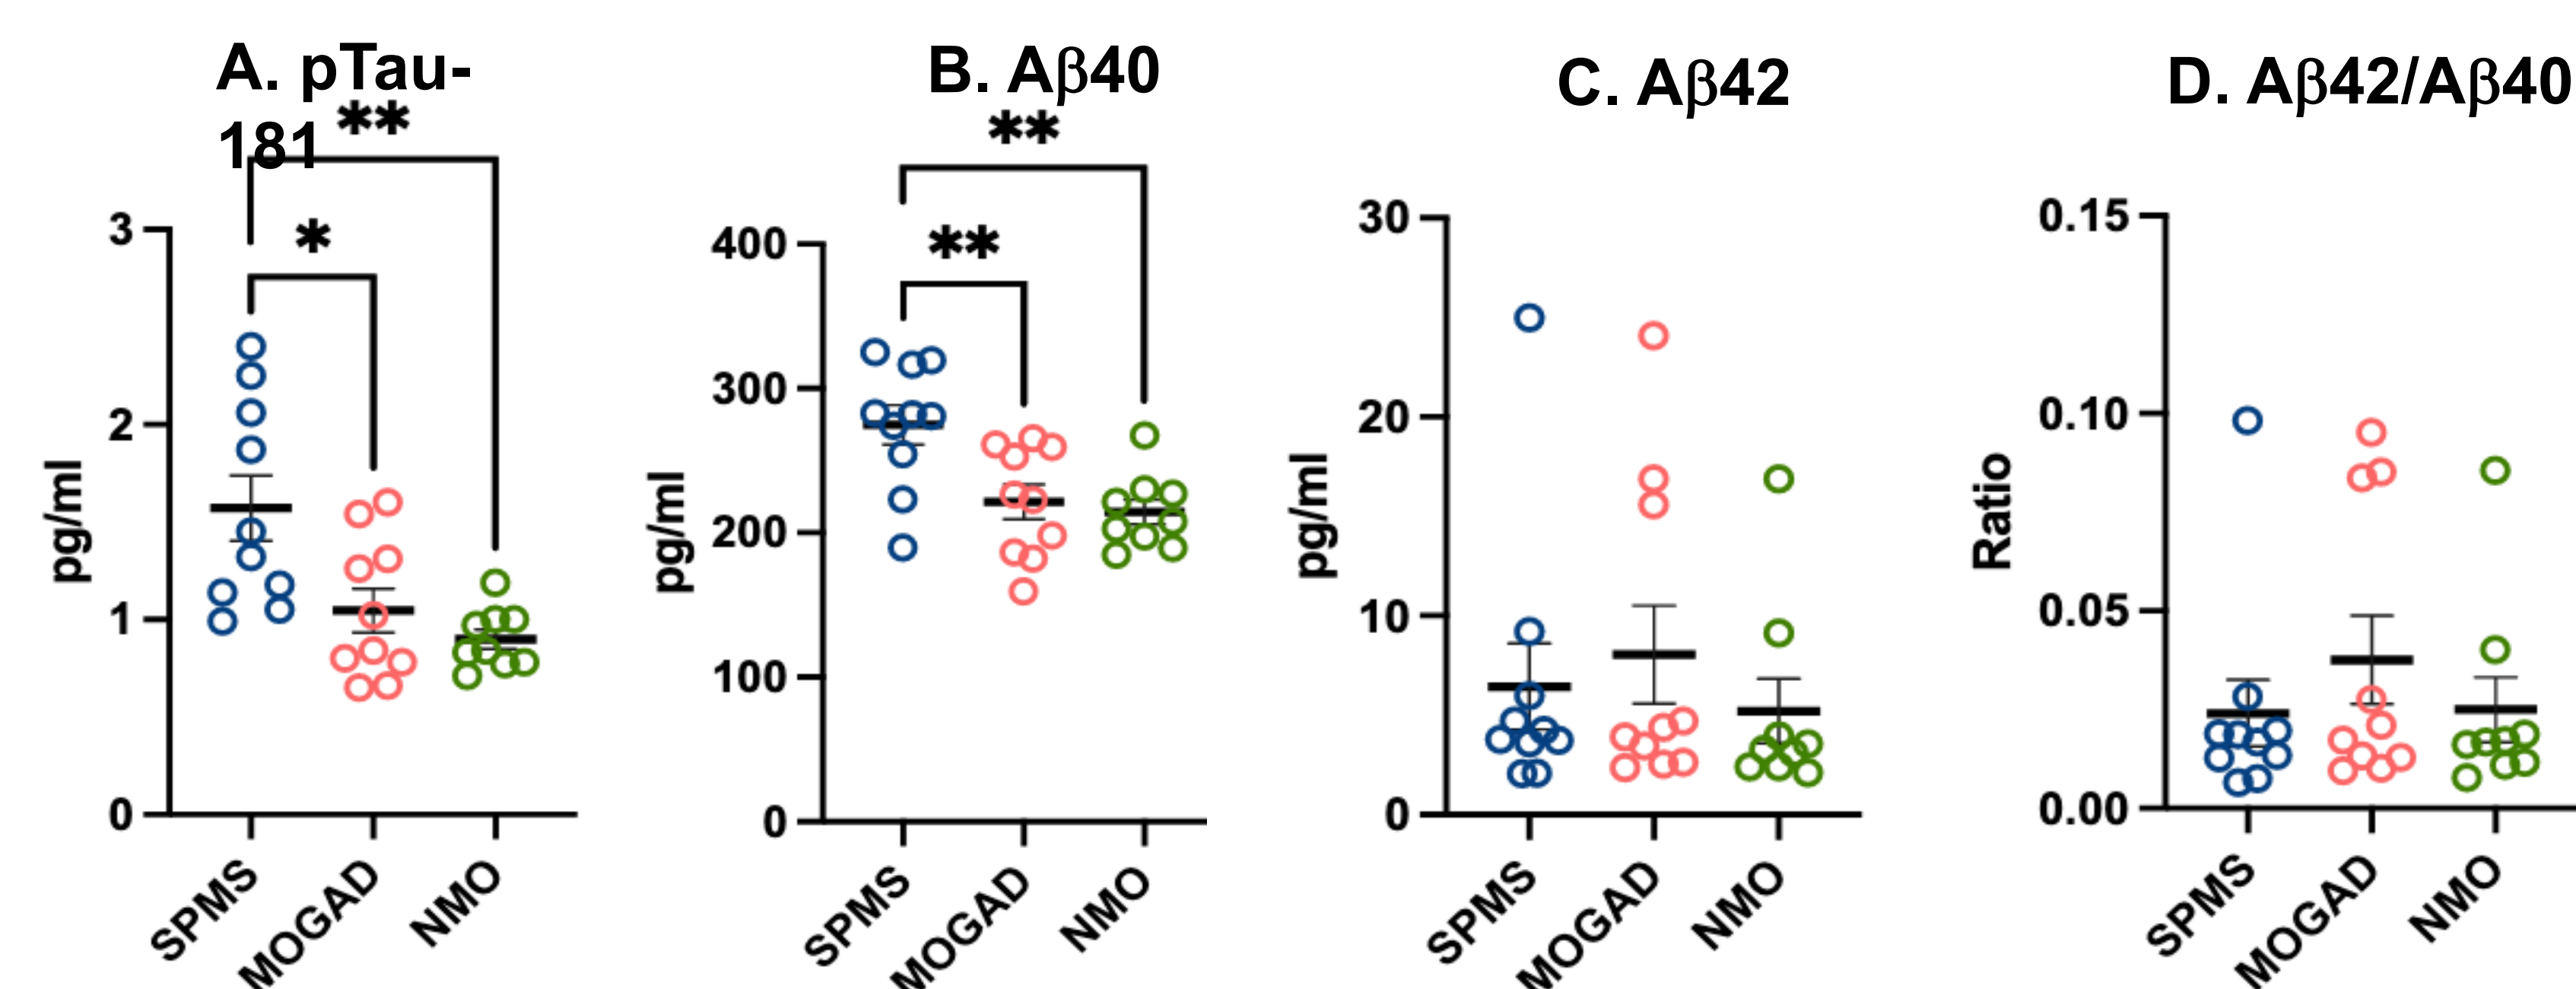 A. pTau-
181
**
*
3
2
1
0
pg/ml
SPMS
MOGAD
NMO
B. Aβ40
**
**
400
300
200
100
0
pg/ml
SPMS
MOGAD
NMO
C. Aβ42
30
20
10
0
pg/ml
SPMS
MOGAD
NMO
D. Aβ42/Aβ40
0.15
0.10
0.05
0.00
Ratio
SPMS
MOGAD
NMO